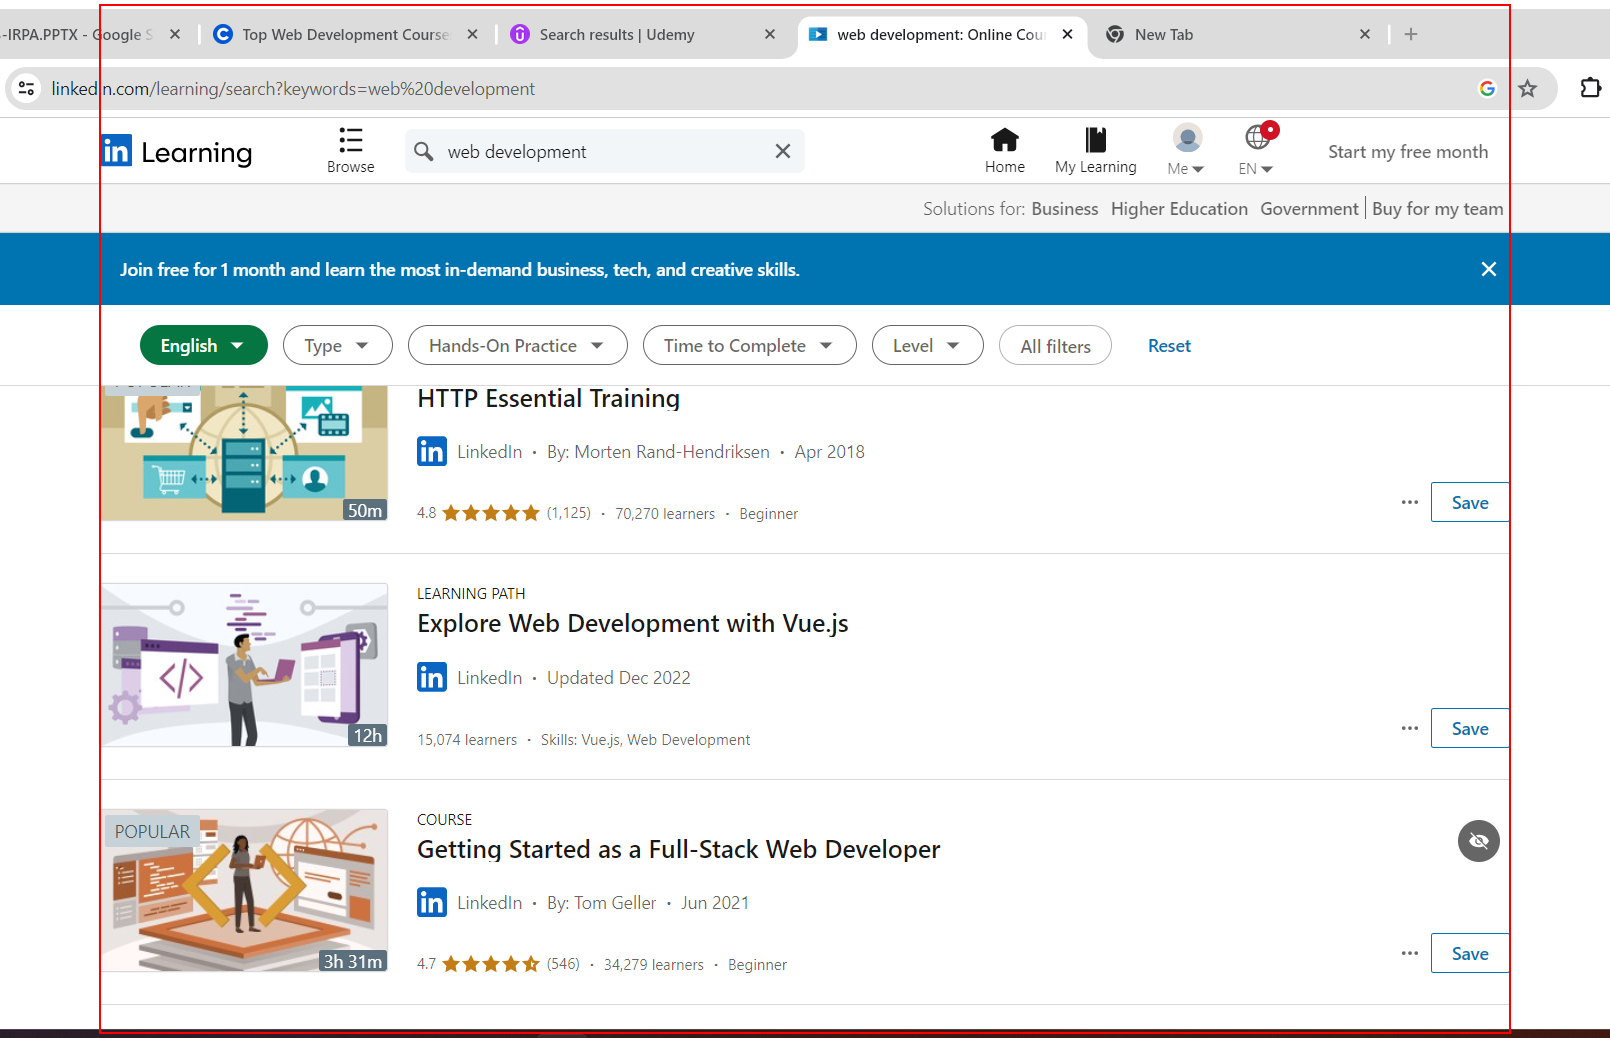 -IRPA.PPTX - Google S
Top Web Development Course
Search results | Udemy
web development: Online Cou
New Tab
linkedin.com/learning/search?keywords=web%20development
in Learning
Browse
web development
Home
My Learning
Me
EN
Start my free month
Solutions for: Business Higher Education Government Buy for my team
Join free for 1 month and learn the most in-demand business, tech, and creative skills.
English
Type
Hands-On Practice
Time to Complete
Level
All filters
Reset
POPULAR
50m
HTTP Essential Training
in LinkedIn · By: Morten Rand-Hendriksen · Apr 2018
4.8 (1,125) · 70,270 learners · Beginner
Save
12h
LEARNING PATH
Explore Web Development with Vue.js
in LinkedIn · Updated Dec 2022
15,074 learners · Skills: Vue.js, Web Development
Save
POPULAR
3h 31m
COURSE
Getting Started as a Full-Stack Web Developer
in LinkedIn · By: Tom Geller · Jun 2021
4.7 (546) · 34,279 learners · Beginner
Save